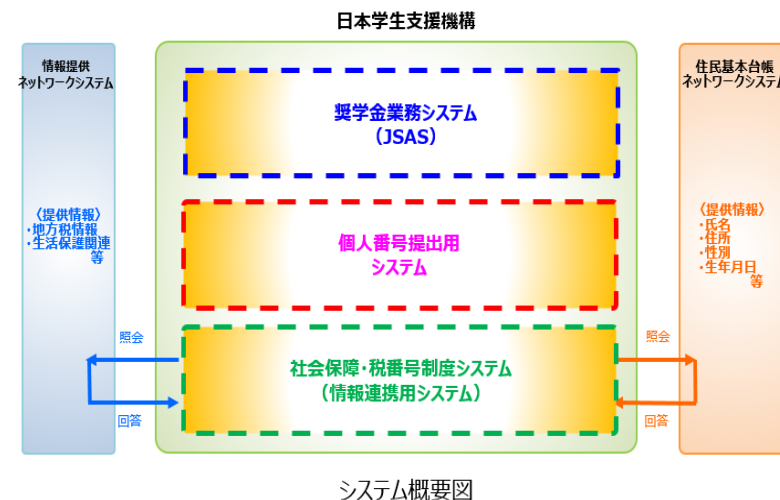 日本学生支援機構
情報提供
ネットワークシステム
〈提供情報〉
・地方税情報
・生活保護関連
等
照会
回答
奨学金業務システム
（JSAS）
個人番号提出用
システム
社会保障・税番号制度システム
（情報連携用システム）
住民基本台帳
ネットワークシステム
〈提供情報〉
・氏名
・住所
・性別
・生年月日
等
照会
回答
システム概要図